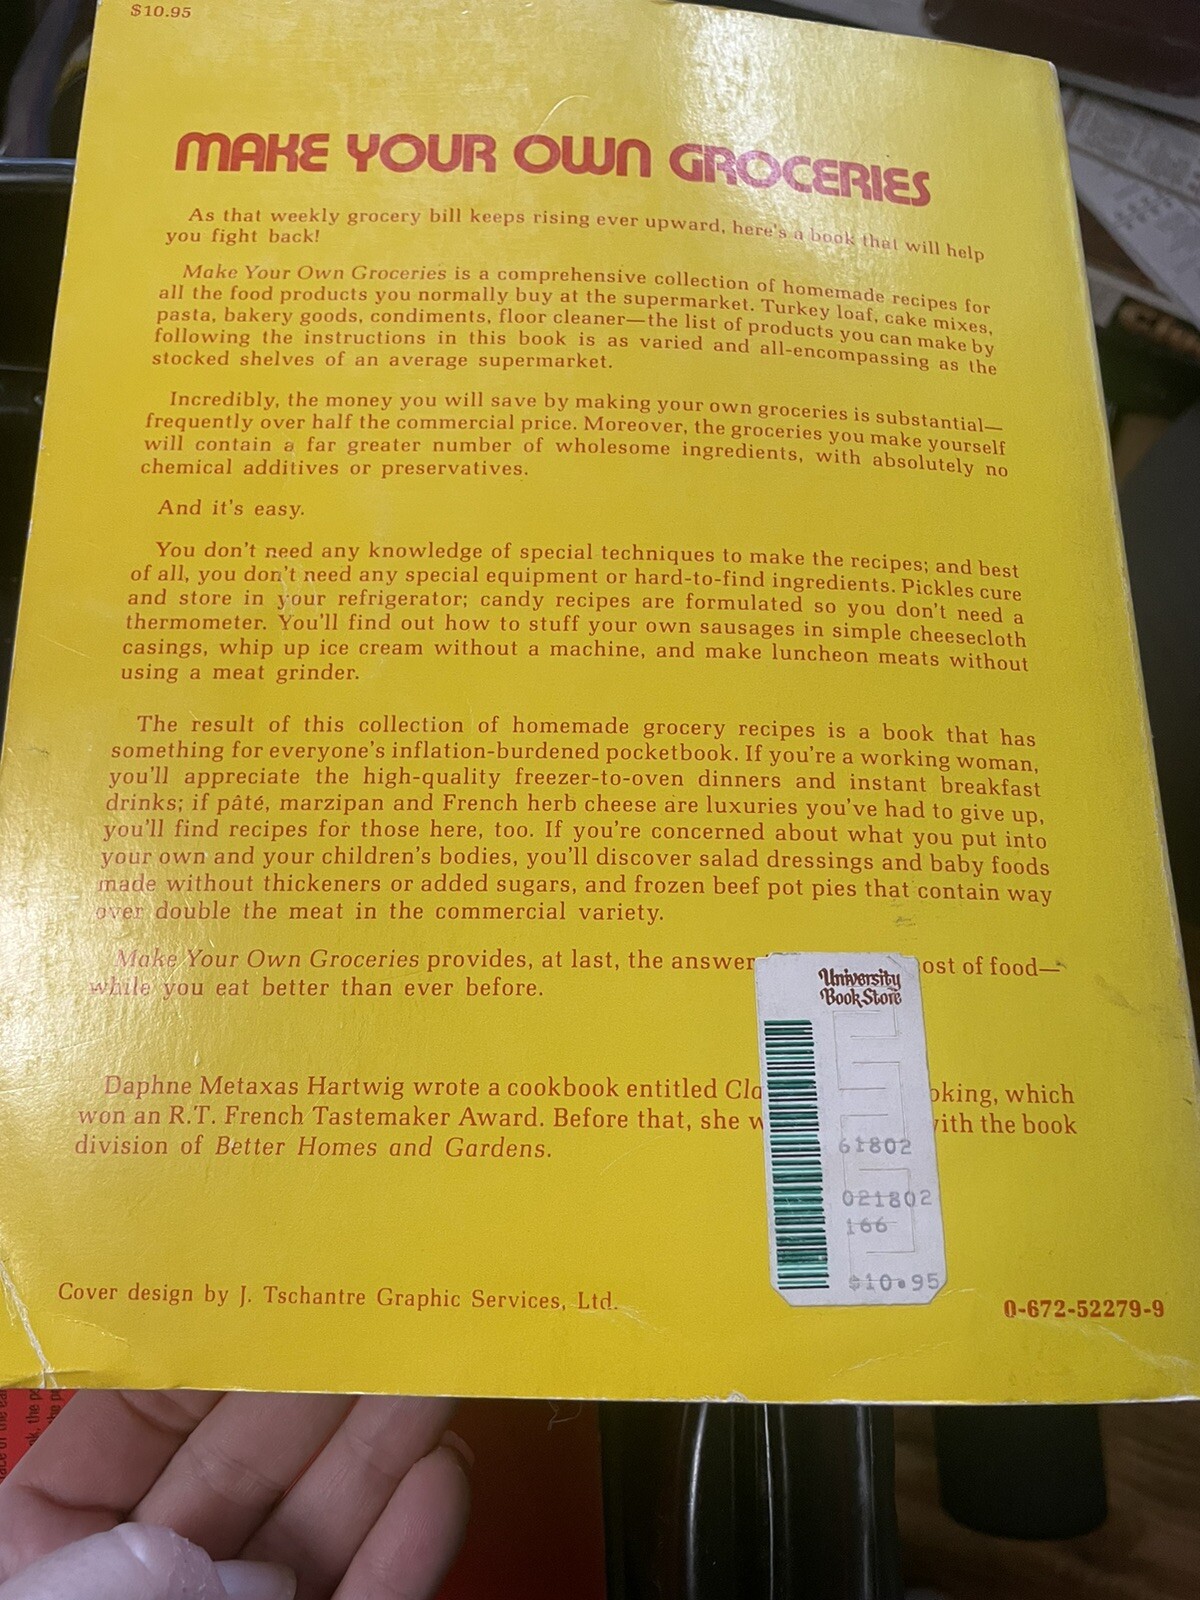 $10.95
MAKE YOUR OWN GROCERIES
As that weekly grocery bill keeps rising ever upward, here's a book that will help
you fight back!
Make Your Own Groceries is a comprehensive collection of homemade recipes for
all the food products you normally buy at the supermarket. Turkey loaf, cake mixes,
pasta, bakery goods, condiments, floor cleaner—the list of products you can make by
following the instructions in this book is as varied and all-encompassing as the
stocked shelves of an average supermarket.
Incredibly, the money you will save by making your own groceries is substantial—
frequently over half the commercial price. Moreover, the groceries you make yourself
will contain a far greater number of wholesome ingredients, with absolutely no
chemical additives or preservatives.
And it's easy.
You don't need any knowledge of special techniques to make the recipes; and best
of all, you don't need any special equipment or hard-to-find ingredients. Pickles cure
and store in your refrigerator; candy recipes are formulated so you don't need a
thermometer. You'll find out how to stuff your own sausages in simple cheesecloth
casings, whip up ice cream without a machine, and make luncheon meats without
using a meat grinder.
The result of this collection of homemade grocery recipes is a book that has
something for everyone's inflation-burdened pocketbook. If you're a working woman,
you'll appreciate the high-quality freezer-to-oven dinners and instant breakfast
drinks; if pâté, marzipan and French herb cheese are luxuries you've had to give up,
you'll find recipes for those here, too. If you're concerned about what you put into
your own and your children's bodies, you'll discover salad dressings and baby foods
made without thickeners or added sugars, and frozen beef pot pies that contain way
over double the meat in the commercial variety.
Make Your Own Groceries provides, at last, the answer ost of food—
while you eat better than ever before.
Daphne Metaxas Hartwig wrote a cookbook entitled Cla oking, which
won an R.T. French Tastemaker Award. Before that, she w with the book
division of Better Homes and Gardens.
Cover design by J. Tschantre Graphic Services, Ltd.
University
Book Store
61802
021802
166
$10.95
0-672-52279-9